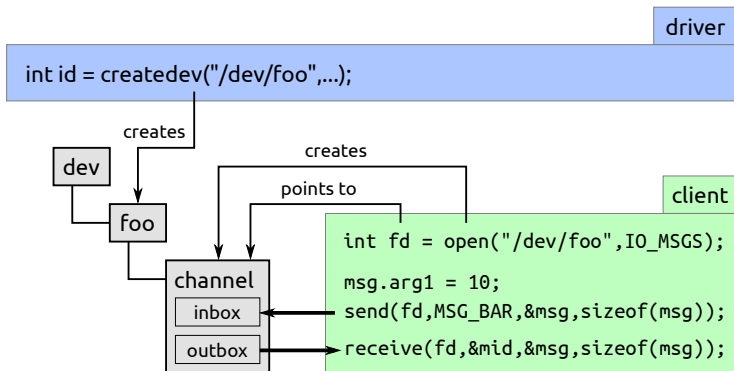 driver
int id = createdev("/dev/foo",...);
creates
dev
creates
points to
client
foo
int fd = open("/dev/foo",IO_MSGS);
channel
msg.arg1 = 10;
inbox
send(fd,MSG_BAR,&msg,sizeof(msg));
outbox
receive(fd,&mid,&msg,sizeof(msg));